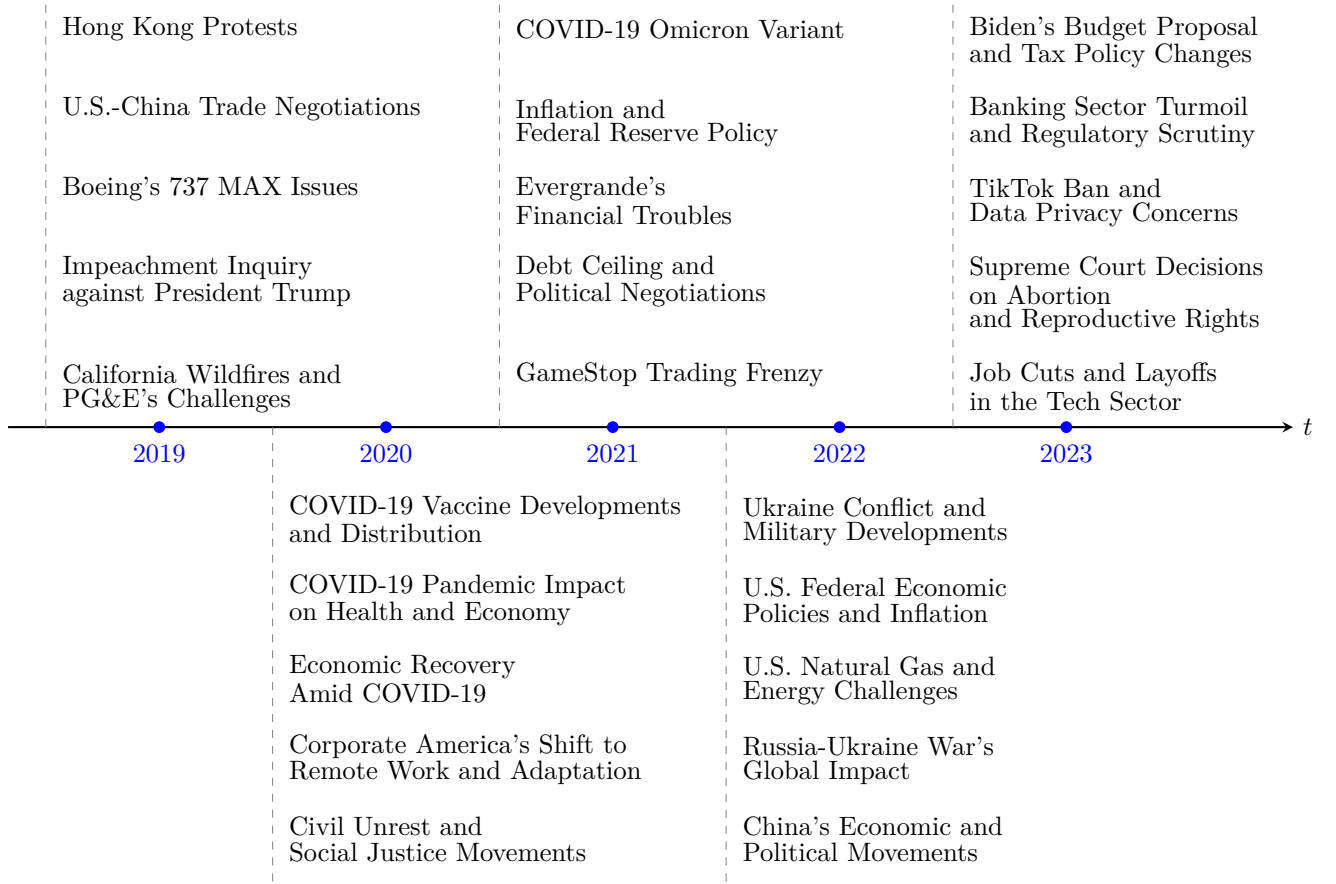 Hong Kong Protests
U.S.-China Trade Negotiations
Boeing's 737 MAX Issues
Impeachment Inquiry
against President Trump
California Wildfires and
PG&E's Challenges
COVID-19 Omicron Variant
Inflation and
Federal Reserve Policy
Evergrande's
Financial Troubles
Debt Ceiling and
Political Negotiations
GameStop Trading Frenzy
Biden's Budget Proposal
and Tax Policy Changes
Banking Sector Turmoil
and Regulatory Scrutiny
TikTok Ban and
Data Privacy Concerns
Supreme Court Decisions
on Abortion
and Reproductive Rights
Job Cuts and Layoffs
in the Tech Sector
t
2019
2020
2021
2022
2023
COVID-19 Vaccine Developments
and Distribution
COVID-19 Pandemic Impact
on Health and Economy
Economic Recovery
Amid COVID-19
Corporate America's Shift to
Remote Work and Adaptation
Civil Unrest and
Social Justice Movements
Ukraine Conflict and
Military Developments
U.S. Federal Economic
Policies and Inflation
U.S. Natural Gas and
Energy Challenges
Russia-Ukraine War's
Global Impact
China's Economic and
Political Movements